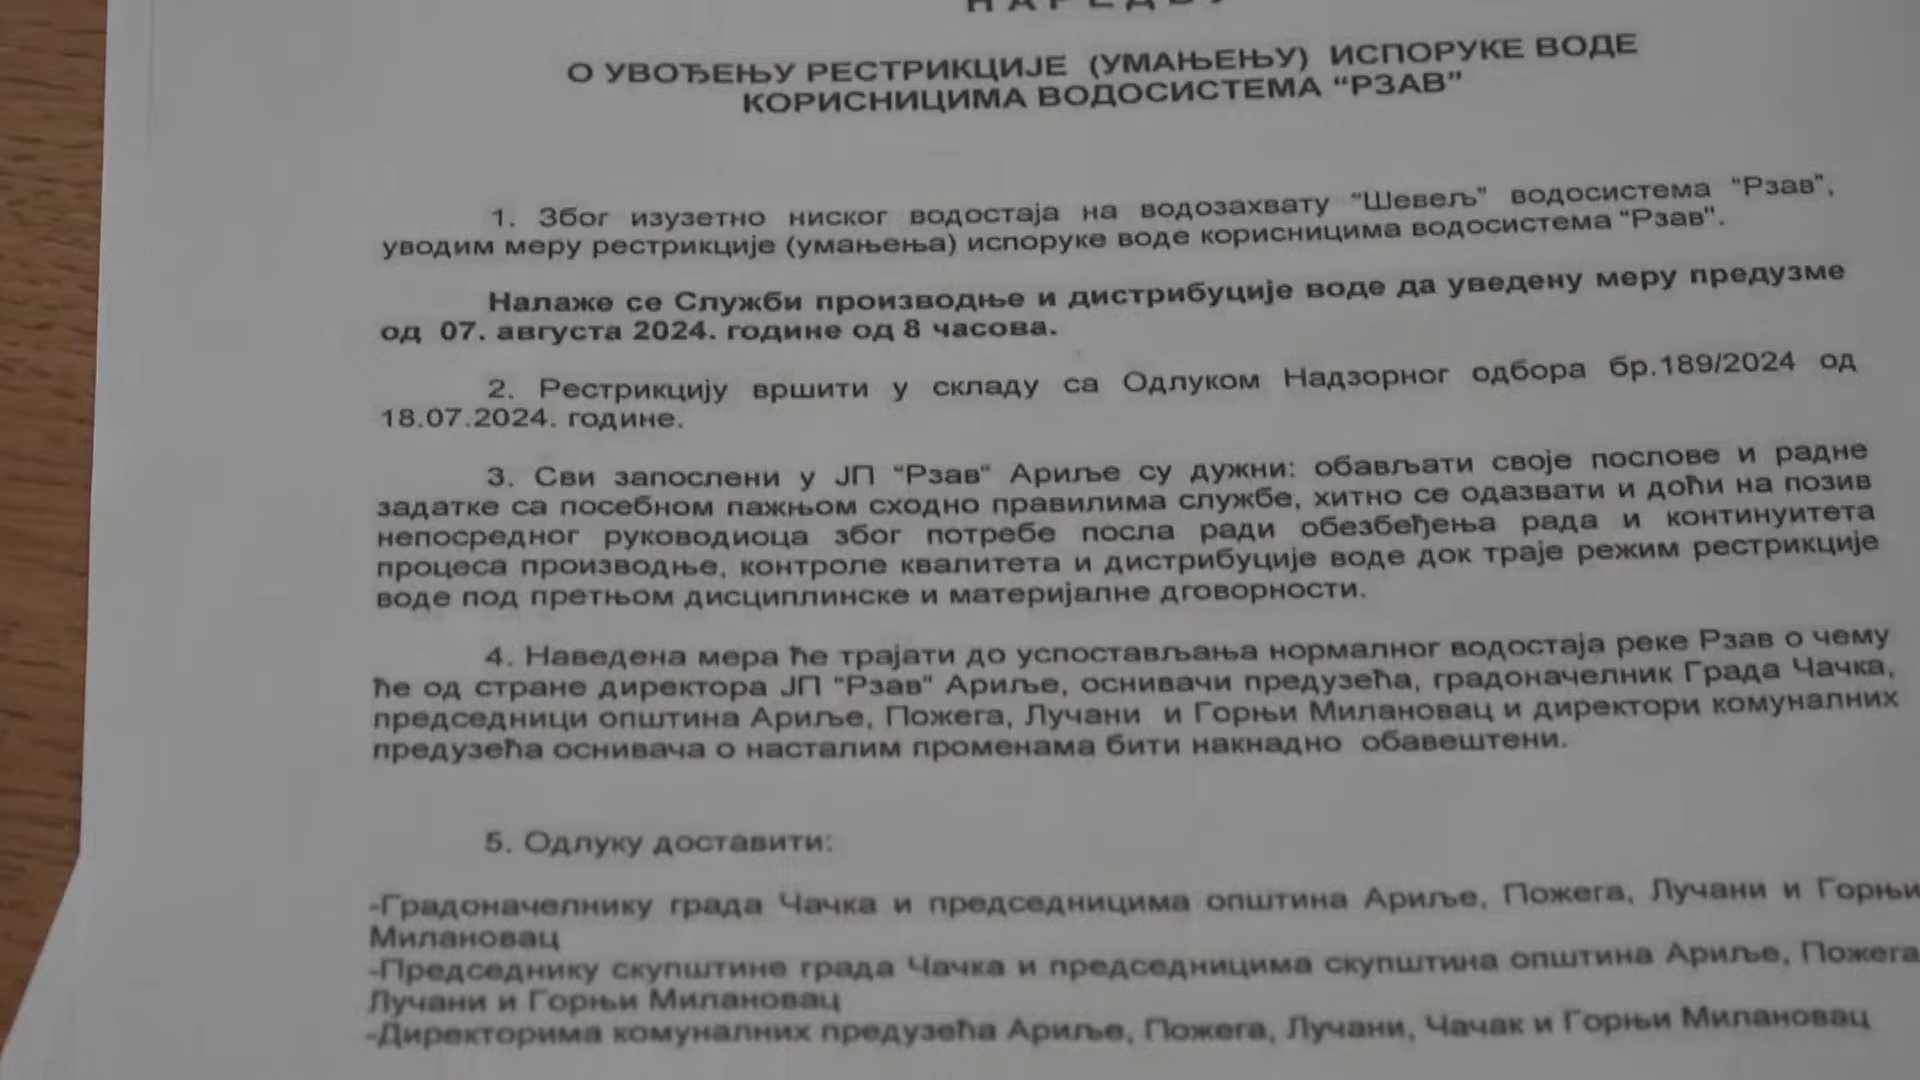 НАРЕДБУ
О УВОЂЕЊУ РЕСТРИКЦИЈЕ (УМАЊЕЊУ) ИСПОРУКЕ ВОДЕ
КОРИСНИЦИМА ВОДОСИСТЕМА “РЗАВ”
1. Због изузетно ниског водостаја на водозахвату “Шевељ” водосистема “Рзав”,
уводим меру рестрикције (умањења) испоруке воде корисницима водосистема “Рзав”.
Налаже се Служби производње и дистрибуције воде да уведену меру предузме
од 07. августа 2024. године од 8 часова.
2. Рестрикцију вршити у складу са Одлуком Надзорног одбора бр.189/2024 од
18.07.2024. године.
3. Сви запослени у ЈП “Рзав“ Ариље су дужни: обављати своје послове и радне
задатке са посебном пажњом сходно правилима службе, хитно се одазвати и доћи на позив
непосредног руководиоца због потребе посла ради обезбеђења рада и континуитета
процеса производње, контроле квалитета и дистрибуције воде док траје режим рестрикције
воде под претњом дисциплинске и материјалне дговорности.
4. Наведена мера ће трајати до успостављања нормалног водостаја реке Рзав о чему
ће од стране директора ЈП “Рзав“ Ариље, оснивачи предузећа, градоначелник Града Чачка,
председници општина Ариље, Пожега, Лучани и Горњи Милановац и директори комуналних
предузећа оснивача о насталим променама бити накнадно обавештени.
5. Одлуку доставити:
-Градоначелнику града Чачка и председницима општина Ариље, Пожега, Лучани и Горњи
Милановац
-Председнику скупштине града Чачка и председницима скупштина општина Ариље, Пожега
Лучани и Горњи Милановац
-Директорима комуналних предузећа Ариље, Пожега, Лучани, Чачак и Горњи Милановац